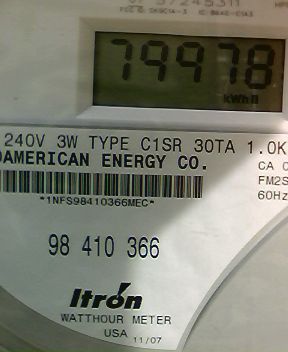 37245311
79978
kWh
240V 3W TYPE C1SR 30TA 1.0K
AMERICAN ENERGY CO.
CA
*1NFS98410366MEC*
FM2S
60Hz
98 410 366
Itron
WATTHOUR METER
USA 11/07